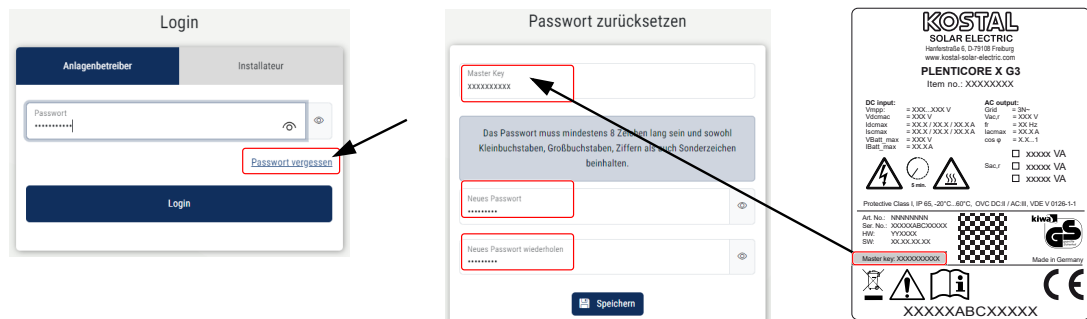 Login
Anlagenbetreiber
Installateur
Passwort
•••••••••••
Passwort vergessen
Login
Passwort zurücksetzen
Master Key
XXXXXXXXXX
Das Passwort muss mindestens 8 Zeichen lang sein und sowohl
Kleinbuchstaben, Großbuchstaben, Ziffern als auch Sonderzeichen
beinhalten.
Neues Passwort
•••••••••
Neues Passwort wiederholen
•••••••••
Speichern
KOSTAL
SOLAR ELECTRIC
Hanferstraße 6, D-79108 Freiburg
www.kostal-solar-electric.com
PLENTICORE X G3
Item no.: XXXXXXXX
DC input:
Vmpp: = XXX...XXX V
Vdcmax = XXX V
Idcmax = XX.X / XX.X / XX.X A
Iscmax = XX.X / XX.X / XX.X A
VBatt_max = XXX V
IBatt_max = XX.XA
AC output:
Grid = 3N~
Vac,r = XXX V
fr = XX Hz
Iacmax = XX.X A
cos φ = X.X...1
Sac,r
xxxxx VA
xxxxx VA
xxxxx VA
5 min.
Protective Class I, IP 65, -20°C...60°C, OVC DC:II / AC:III, VDE V 0126-1-1
Art. No.: NNNNNNNN
Ser. No.: XXXXXABCXXXXX
HW: YYXXXX
SW: XX.XX.XX.XX
Master key: XXXXXXXXXX
kiwa
GS
Made in Germany
CE
XXXXXABCXXXXX